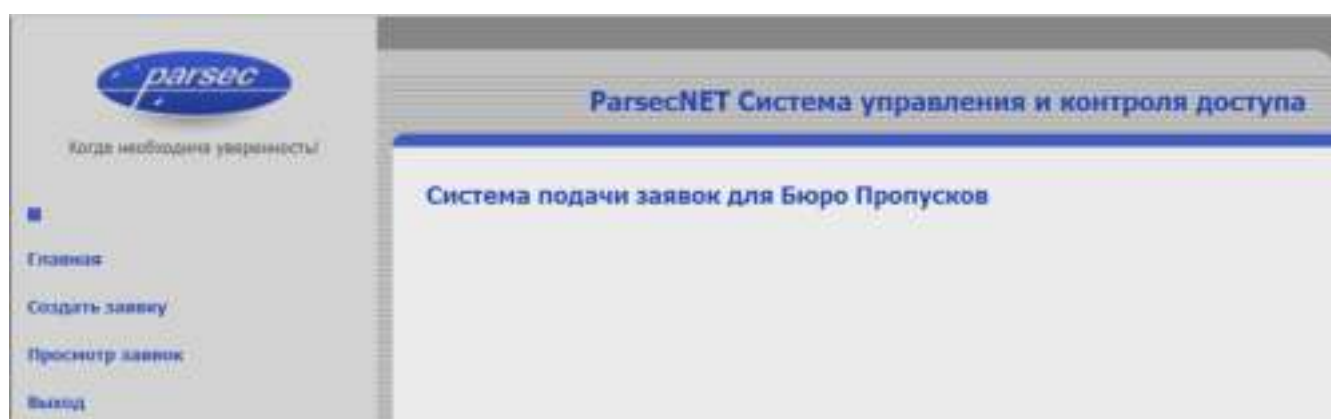 parsec
Когда необходима уверенность!
ParsecNET Система управления и контроля доступа
Система подачи заявок для Бюро Пропусков
Главная
Создать заявку
Просмотр заявок
Выход